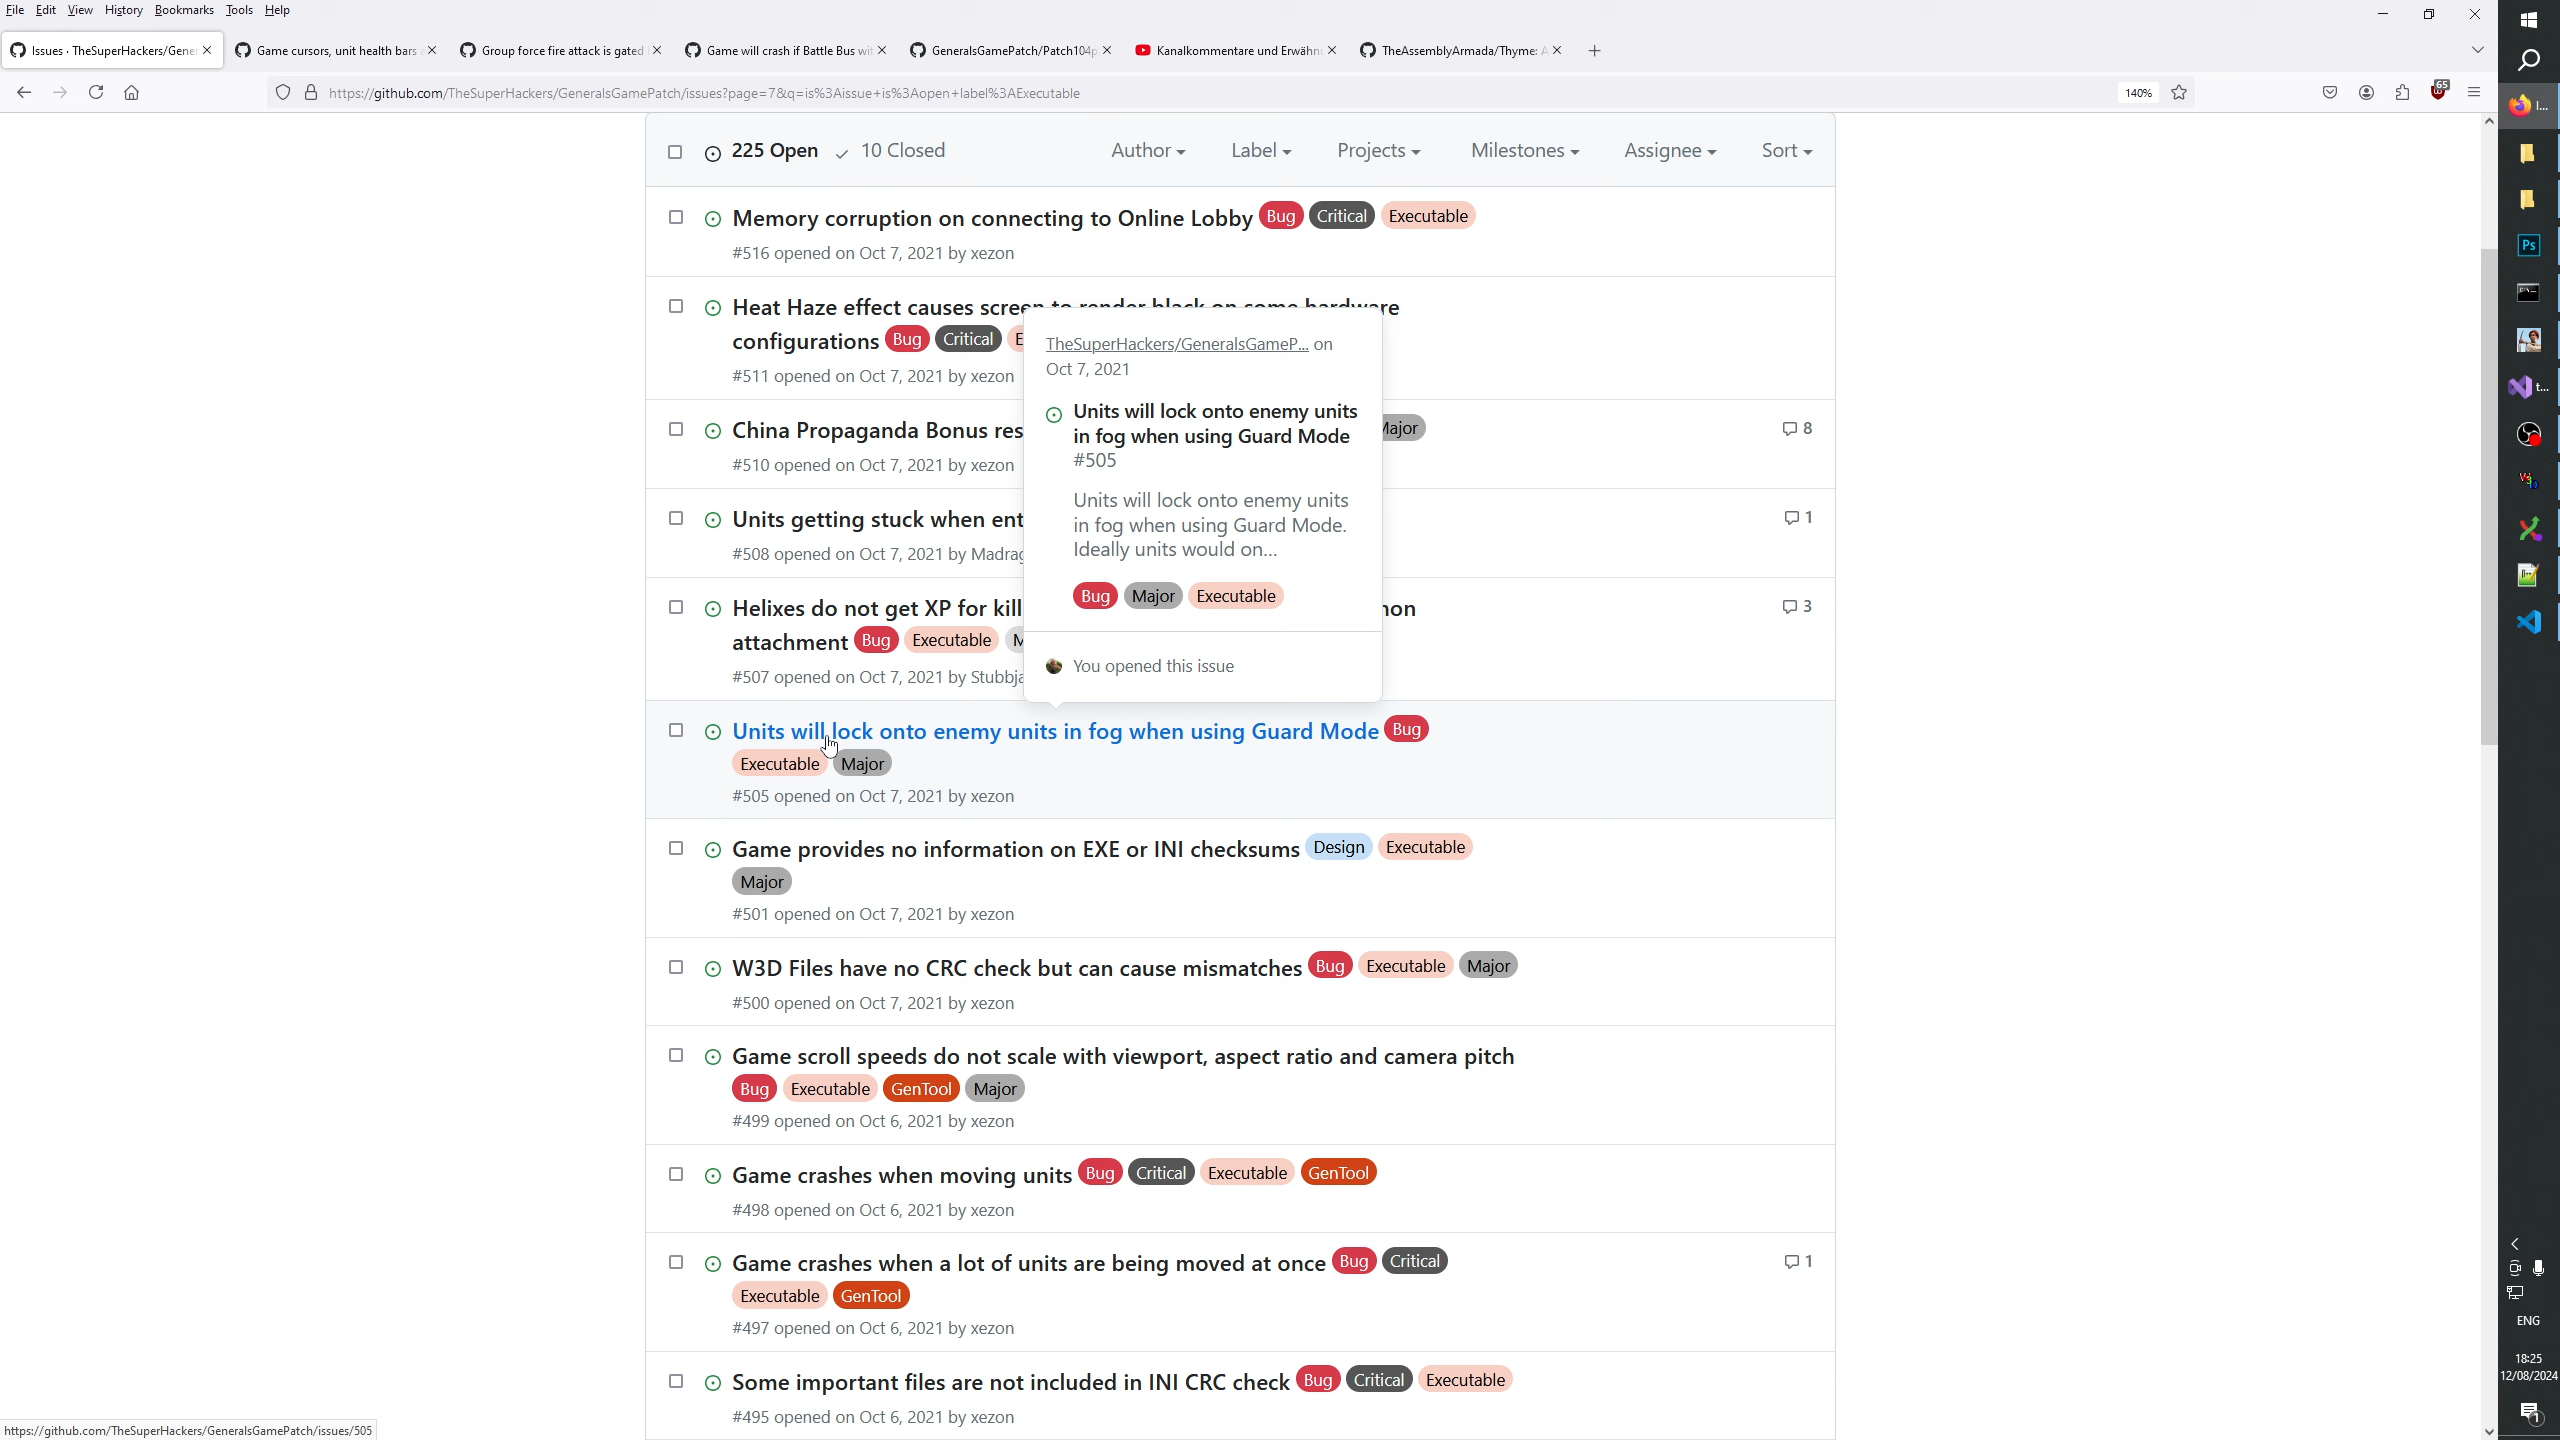 File Edit View History Bookmarks Tools Help
Issues · TheSuperHackers/Gener
Game cursors, unit health bars a
Group force fire attack is gated
Game will crash if Battle Bus wit
GeneralsGamePatch/Patch104p
Kanalkommentare und Erwähn
TheAssemblyArmada/Thyme: A
https://github.com/TheSuperHackers/GeneralsGamePatch/issues?page=7&q=is%3Aissue+is%3Aopen+label%3AExecutable
140%
65
225 Open 10 Closed Author Label Projects Milestones Assignee Sort
Memory corruption on connecting to Online Lobby Bug Critical Executable
#516 opened on Oct 7, 2021 by xezon
Heat Haze effect causes screen to render black on some hardware
configurations Bug Critical E
#511 opened on Oct 7, 2021 by xezon
China Propaganda Bonus res Major 8
#510 opened on Oct 7, 2021 by xezon
Units getting stuck when ent 1
#508 opened on Oct 7, 2021 by Madrag
Helixes do not get XP for kill non 3
attachment Bug Executable M
#507 opened on Oct 7, 2021 by Stubbja
TheSuperHackers/GeneralsGameP... on
Oct 7, 2021
Units will lock onto enemy units
in fog when using Guard Mode
#505
Units will lock onto enemy units
in fog when using Guard Mode.
Ideally units would on...
Bug Major Executable
You opened this issue
Units will lock onto enemy units in fog when using Guard Mode Bug
Executable Major
#505 opened on Oct 7, 2021 by xezon
Game provides no information on EXE or INI checksums Design Executable
Major
#501 opened on Oct 7, 2021 by xezon
W3D Files have no CRC check but can cause mismatches Bug Executable Major
#500 opened on Oct 7, 2021 by xezon
Game scroll speeds do not scale with viewport, aspect ratio and camera pitch
Bug Executable GenTool Major
#499 opened on Oct 6, 2021 by xezon
Game crashes when moving units Bug Critical Executable GenTool
#498 opened on Oct 6, 2021 by xezon
Game crashes when a lot of units are being moved at once Bug Critical 1
Executable GenTool
#497 opened on Oct 6, 2021 by xezon
Some important files are not included in INI CRC check Bug Critical Executable
#495 opened on Oct 6, 2021 by xezon
https://github.com/TheSuperHackers/GeneralsGamePatch/issues/505
I...
Ps
t...
ENG
18:25
12/08/2024
1